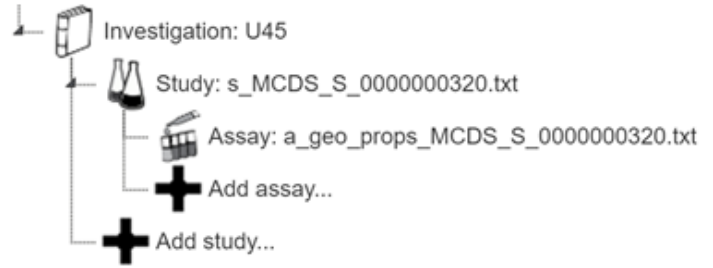 Investigation: U45
Study: s_MCDS_S_0000000320.txt
Assay: a_geo_props_MCDS_S_0000000320.txt
Add assay...
Add study...